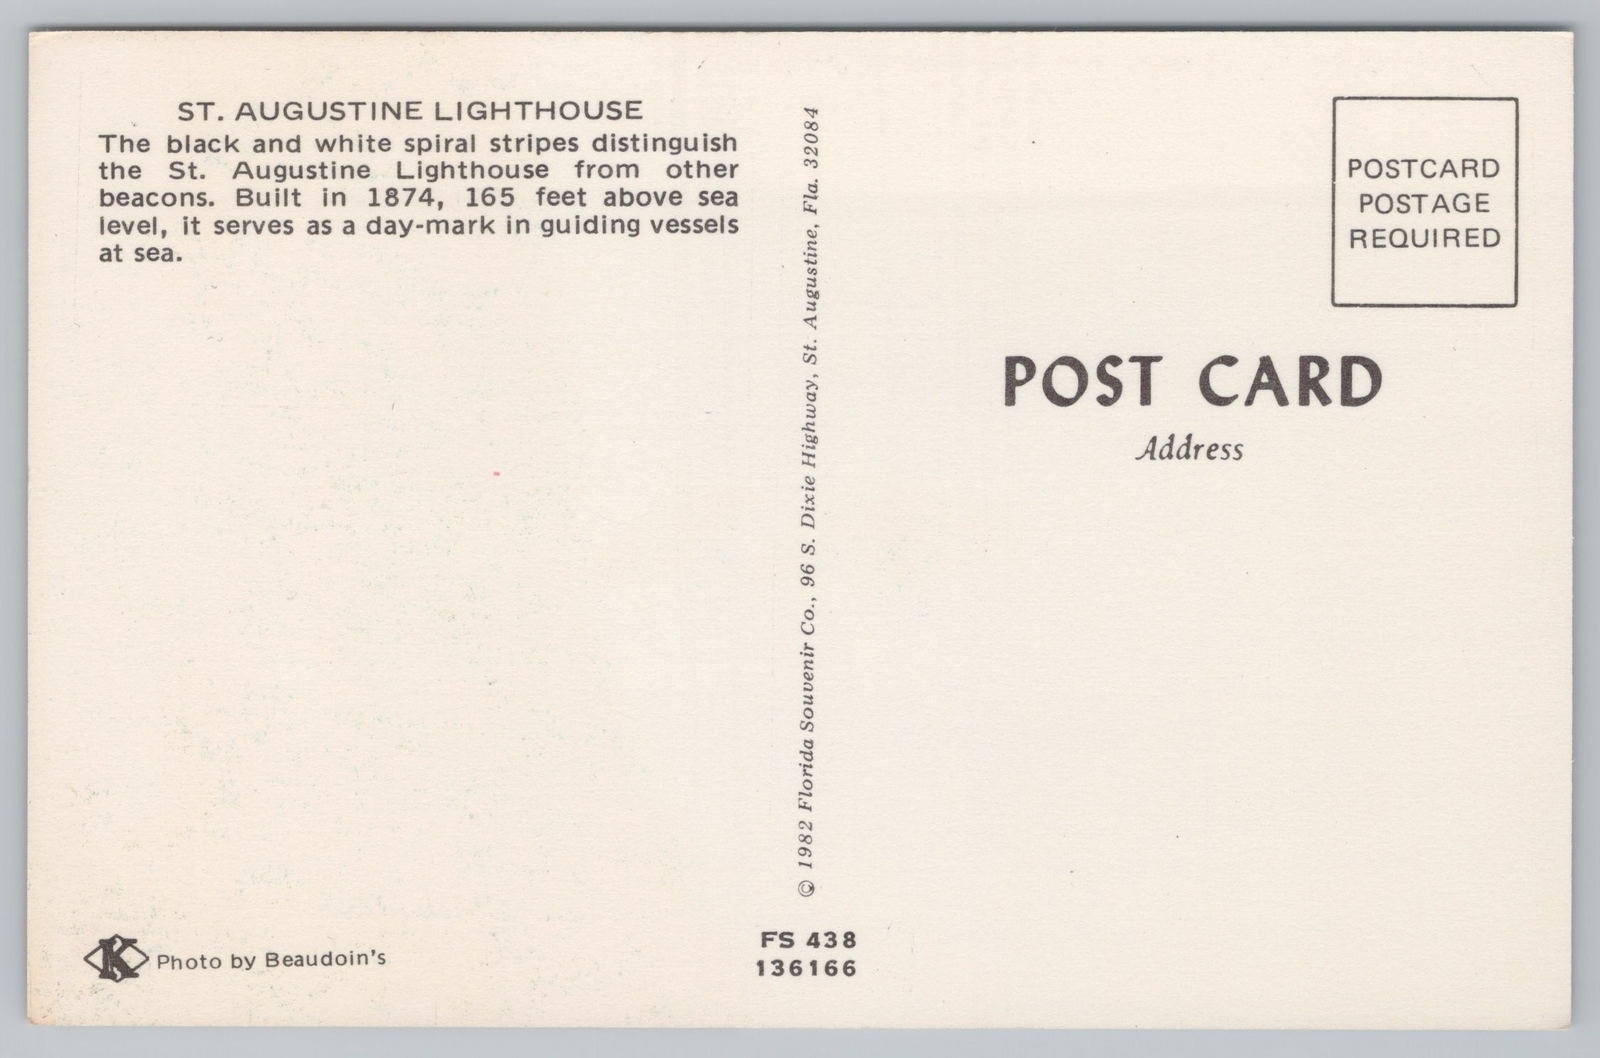 ST. AUGUSTINE LIGHTHOUSE
The black and white spiral stripes distinguish
the St. Augustine Lighthouse from other
beacons. Built in 1874, 165 feet above sea
level, it serves as a day-mark in guiding vessels
at sea.
K Photo by Beaudoin's
© 1982 Florida Souvenir Co., 96 S. Dixie Highway, St. Augustine, Fla. 32084
FS 438
136166
POSTCARD
POSTAGE
REQUIRED
POST CARD
Address